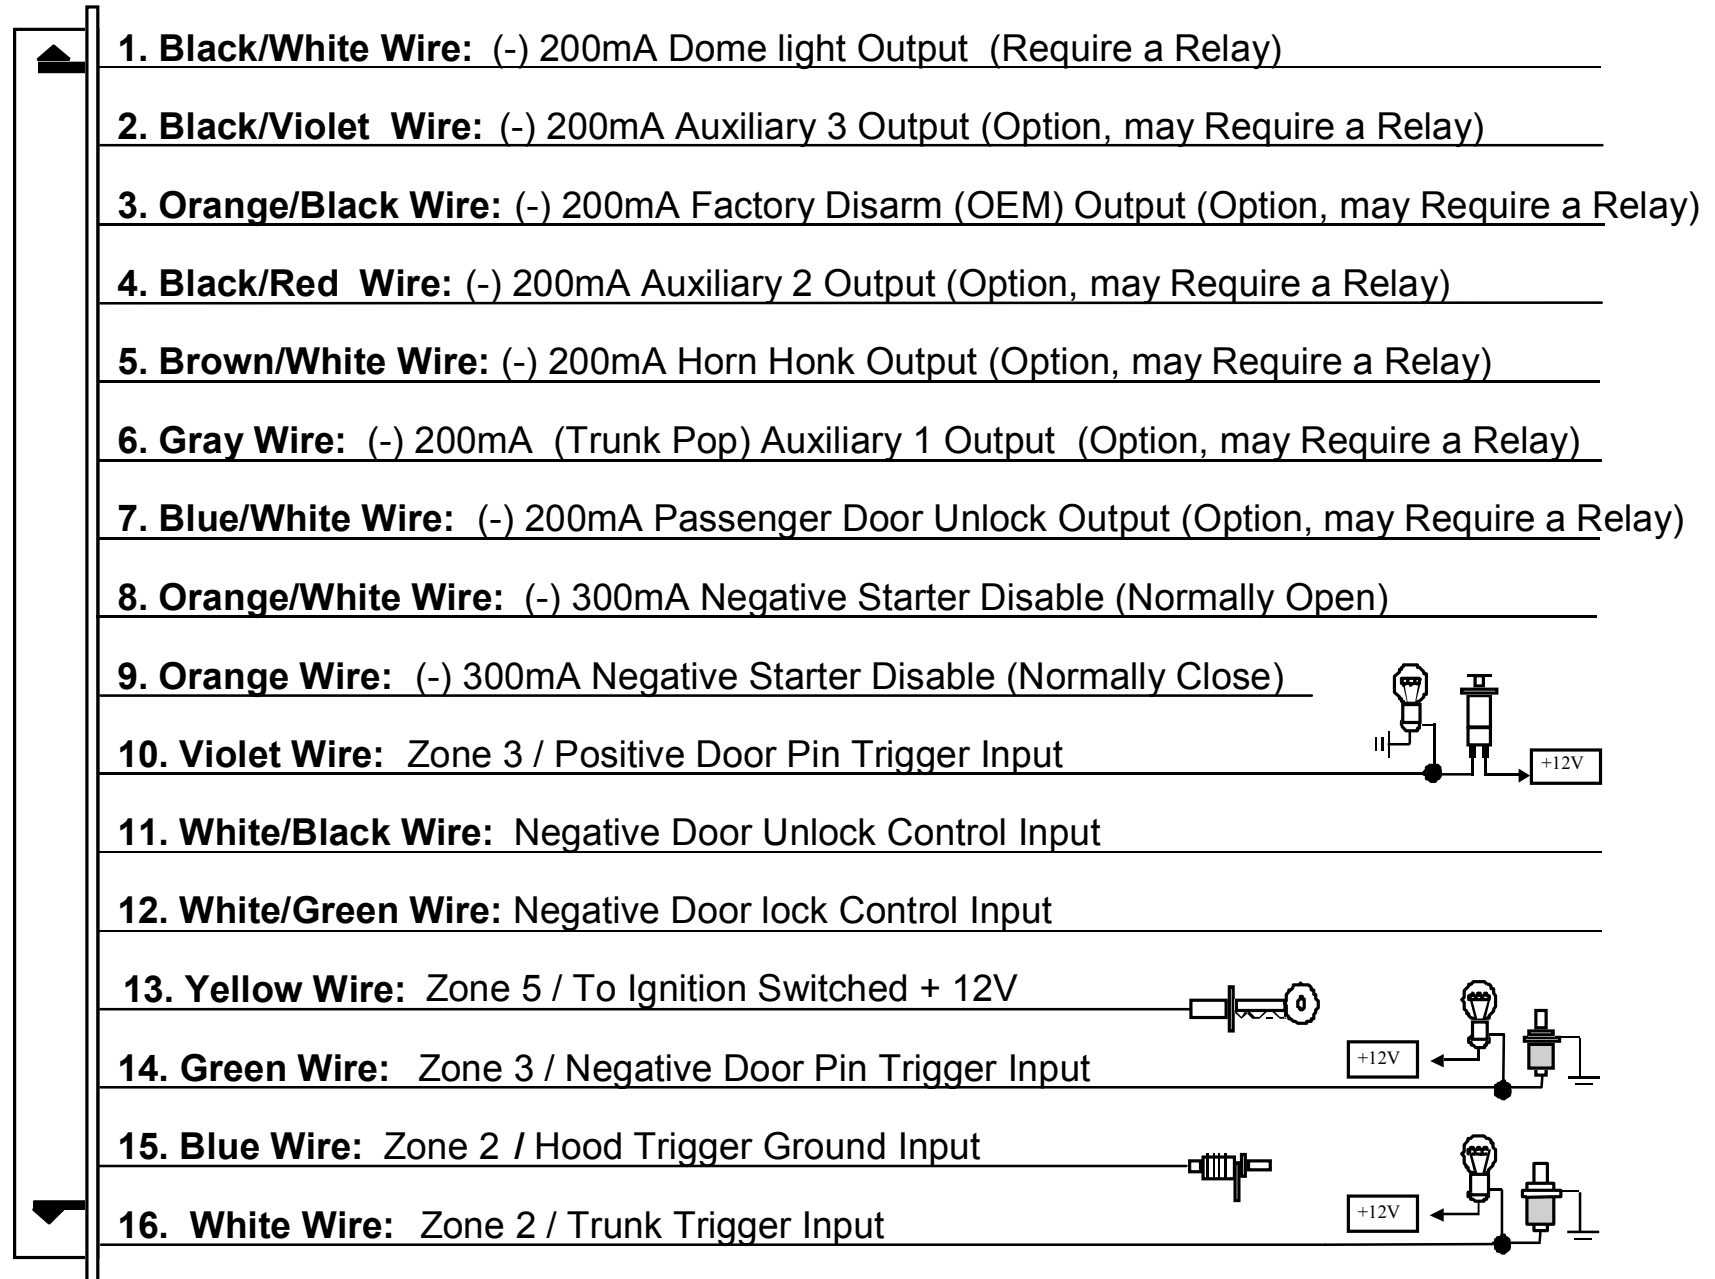 1. Black/White Wire: (-) 200mA Dome light Output (Require a Relay)
2. Black/Violet Wire: (-) 200mA Auxiliary 3 Output (Option, may Require a Relay)
3. Orange/Black Wire: (-) 200mA Factory Disarm (OEM) Output (Option, may Require a Relay)
4. Black/Red Wire: (-) 200mA Auxiliary 2 Output (Option, may Require a Relay)
5. Brown/White Wire: (-) 200mA Horn Honk Output (Option, may Require a Relay)
6. Gray Wire: (-) 200mA (Trunk Pop) Auxiliary 1 Output (Option, may Require a Relay)
7. Blue/White Wire: (-) 200mA Passenger Door Unlock Output (Option, may Require a Relay)
8. Orange/White Wire: (-) 300mA Negative Starter Disable (Normally Open)
9. Orange Wire: (-) 300mA Negative Starter Disable (Normally Close)
10. Violet Wire: Zone 3 / Positive Door Pin Trigger Input
+12V
11. White/Black Wire: Negative Door Unlock Control Input
12. White/Green Wire: Negative Door lock Control Input
13. Yellow Wire: Zone 5 / To Ignition Switched + 12V
14. Green Wire: Zone 3 / Negative Door Pin Trigger Input
+12V
15. Blue Wire: Zone 2 / Hood Trigger Ground Input
16. White Wire: Zone 2 / Trunk Trigger Input
+12V